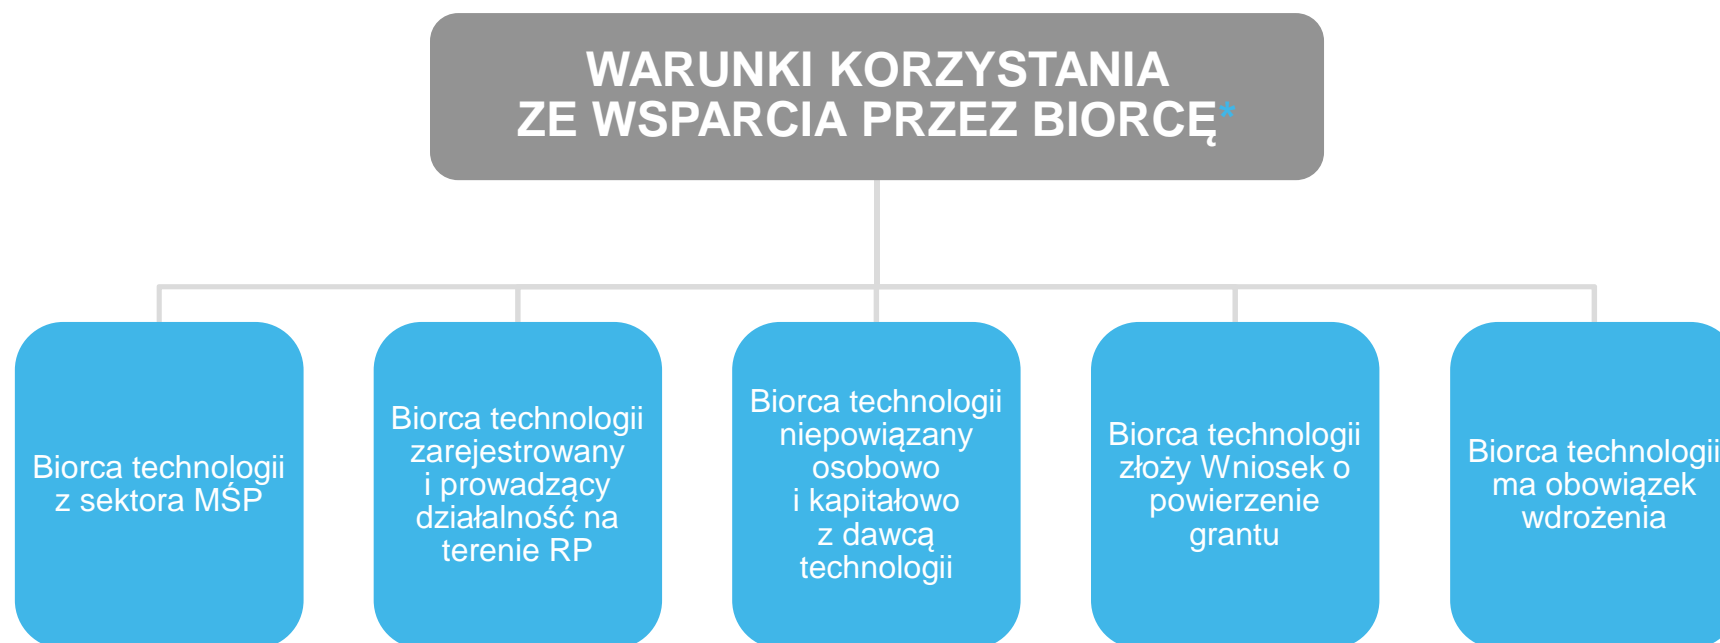 WARUNKI KORZYSTANIA
ZE WSPARCIA PRZEZ BIORCĘ*
Biorca technologii
z sektora MŚP
Biorca technologii
zarejestrowany
i prowadzący
działalność na
terenie RP
Biorca technologii
niepowiązany
osobowo
i kapitałowo
z dawcą
technologii
Biorca technologii
złoży Wniosek o
powierzenie
grantu
Biorca technologii
ma obowiązek
wdrożenia